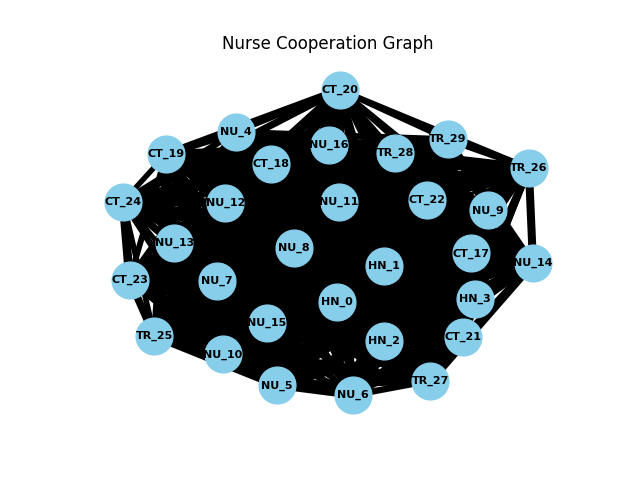 Nurse Cooperation Graph
CT_20
NU_4
TR_29
NU_16
CT_19
TR_28
CT_18
TR_26
CT_24
NU_12
NU_11
CT_22
NU_9
NU_13
NU_8
CT_17
NU_14
HN_1
CT_23
NU_7
HN_3
HN_0
NU_15
TR_25
CT_21
HN_2
NU_10
TR_27
NU_5
NU_6